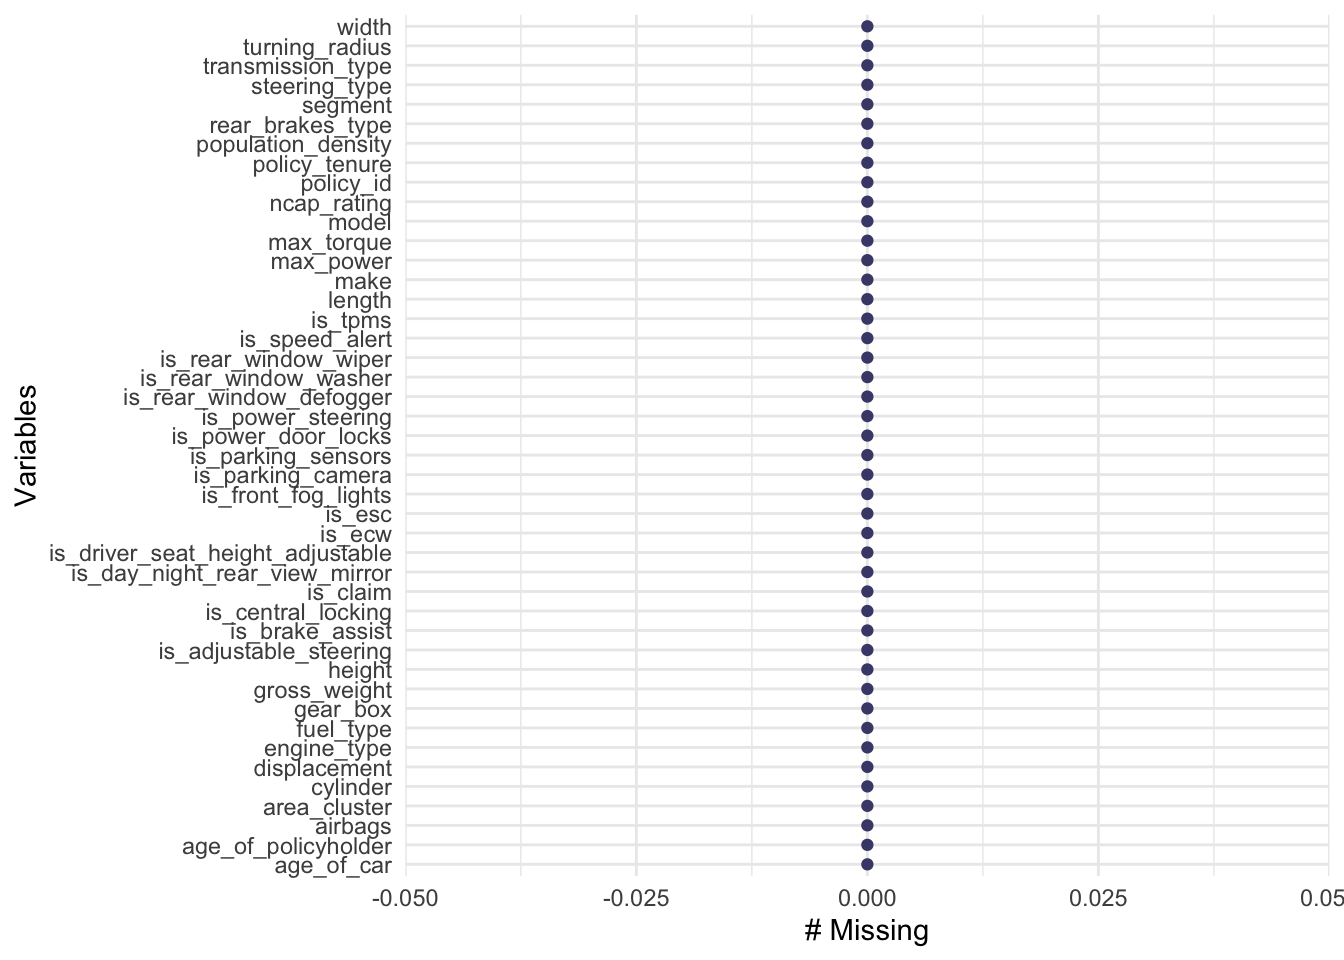 width
turning_radius
transmission_type
steering_type
segment
rear_brakes_type
population_density
policy_tenure
policy_id
ncap_rating
model
max_torque
max_power
make
length
is_tpms
is_speed_alert
is_rear_window_wiper
is_rear_window_washer
is_rear_window_defogger
is_power_steering
is_power_door_locks
is_parking_sensors
is_parking_camera
is_front_fog_lights
is_esc
is_ecw
is_driver_seat_height_adjustable
is_day_night_rear_view_mirror
is_claim
is_central_locking
is_brake_assist
is_adjustable_steering
height
gross_weight
gear_box
fuel_type
engine_type
displacement
cylinder
area_cluster
airbags
age_of_policyholder
age_of_car
Variables
-0.050 -0.025 0.000 0.025 0.05
# Missing